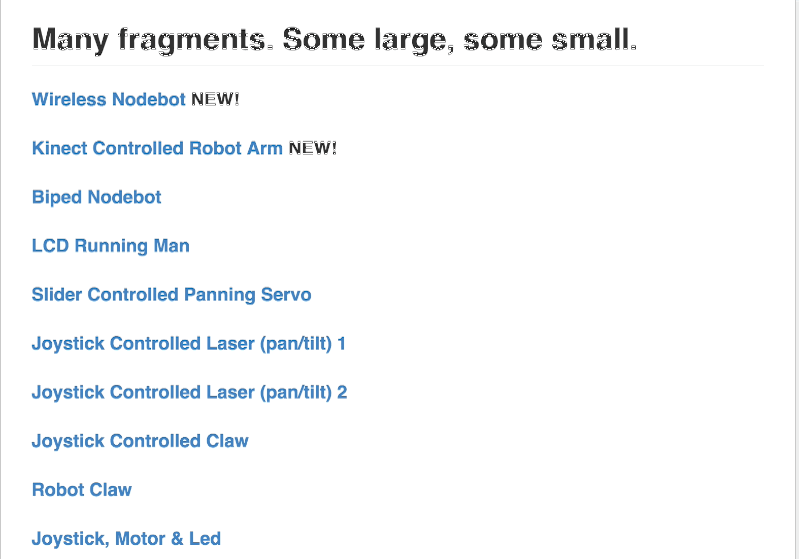 Many fragments. Some large, some small.
Wireless Nodebot NEW!
Kinect Controlled Robot Arm NEW!
Biped Nodebot
LCD Running Man
Slider Controlled Panning Servo
Joystick Controlled Laser (pan/tilt) 1
Joystick Controlled Laser (pan/tilt) 2
Joystick Controlled Claw
Robot Claw
Joystick, Motor & Led